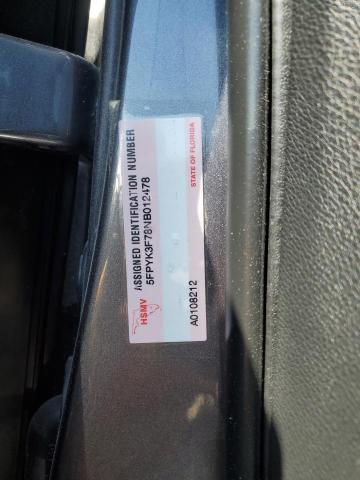 ASSIGNED IDENTIFICATION NUMBER
5FPYK3F78NB012478
HSMV
STATE OF FLORIDA
A0108212